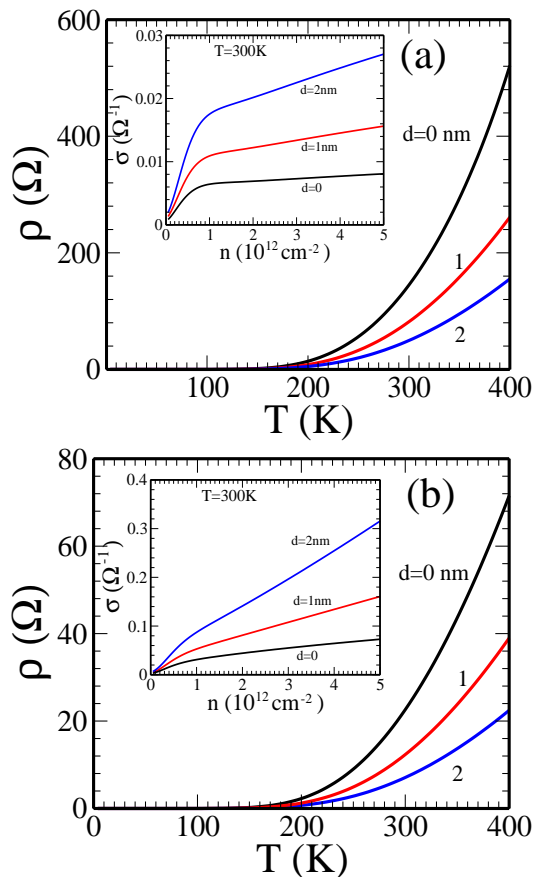 600
400
200
0
ρ (Ω)
(a)
d=0 nm
1
2
100
200
300
400
T (K)
T=300K
0.03
0.02
0.01
0
σ (Ω⁻¹)
d=2nm
d=1nm
d=0
0
1
2
3
4
5
n (10¹² cm⁻²)
80
60
40
20
0
ρ (Ω)
(b)
d=0 nm
1
2
0
100
200
300
400
T (K)
T=300K
0.4
0.3
0.2
0.1
0
σ (Ω⁻¹)
d=2nm
d=1nm
d=0
0
1
2
3
4
5
n (10¹² cm⁻²)